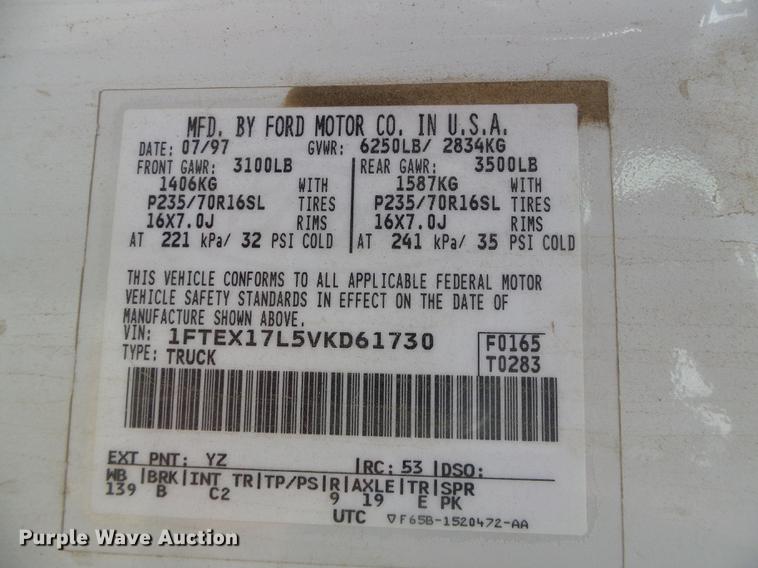 MFD. BY FORD MOTOR CO. IN U.S.A.
DATE: 07/97 GVWR: 6250LB/ 2834KG
FRONT GAWR: 3100LB REAR GAWR: 3500LB
1406KG WITH 1587KG WITH
P235/70R16SL TIRES P235/70R16SL TIRES
16X7.0J RIMS 16X7.0J RIMS
AT 221 kPa/ 32 PSI COLD AT 241 kPa/ 35 PSI COLD
THIS VEHICLE CONFORMS TO ALL APPLICABLE FEDERAL MOTOR
VEHICLE SAFETY STANDARDS IN EFFECT ON THE DATE OF
MANUFACTURE SHOWN ABOVE.
VIN: 1FTEX17L5VKD61730 F0165
TYPE: TRUCK T0283
EXT PNT: YZ RC: 53 DSO:
WB BRK INT TR TP/PS R AXLE TR SPR
139 B C2 9 19 E PK
UTC ▽F65B-1520472-AA
Purple Wave Auction